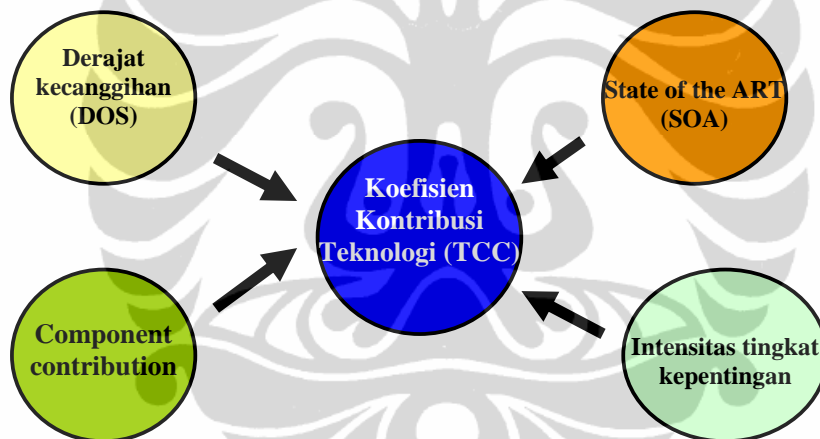 Derajat
kecanggihan
(DOS)
State of the ART
(SOA)
Koefisien
Kontribusi
Teknologi (TCC)
Component
contribution
Intensitas tingkat
kepentingan